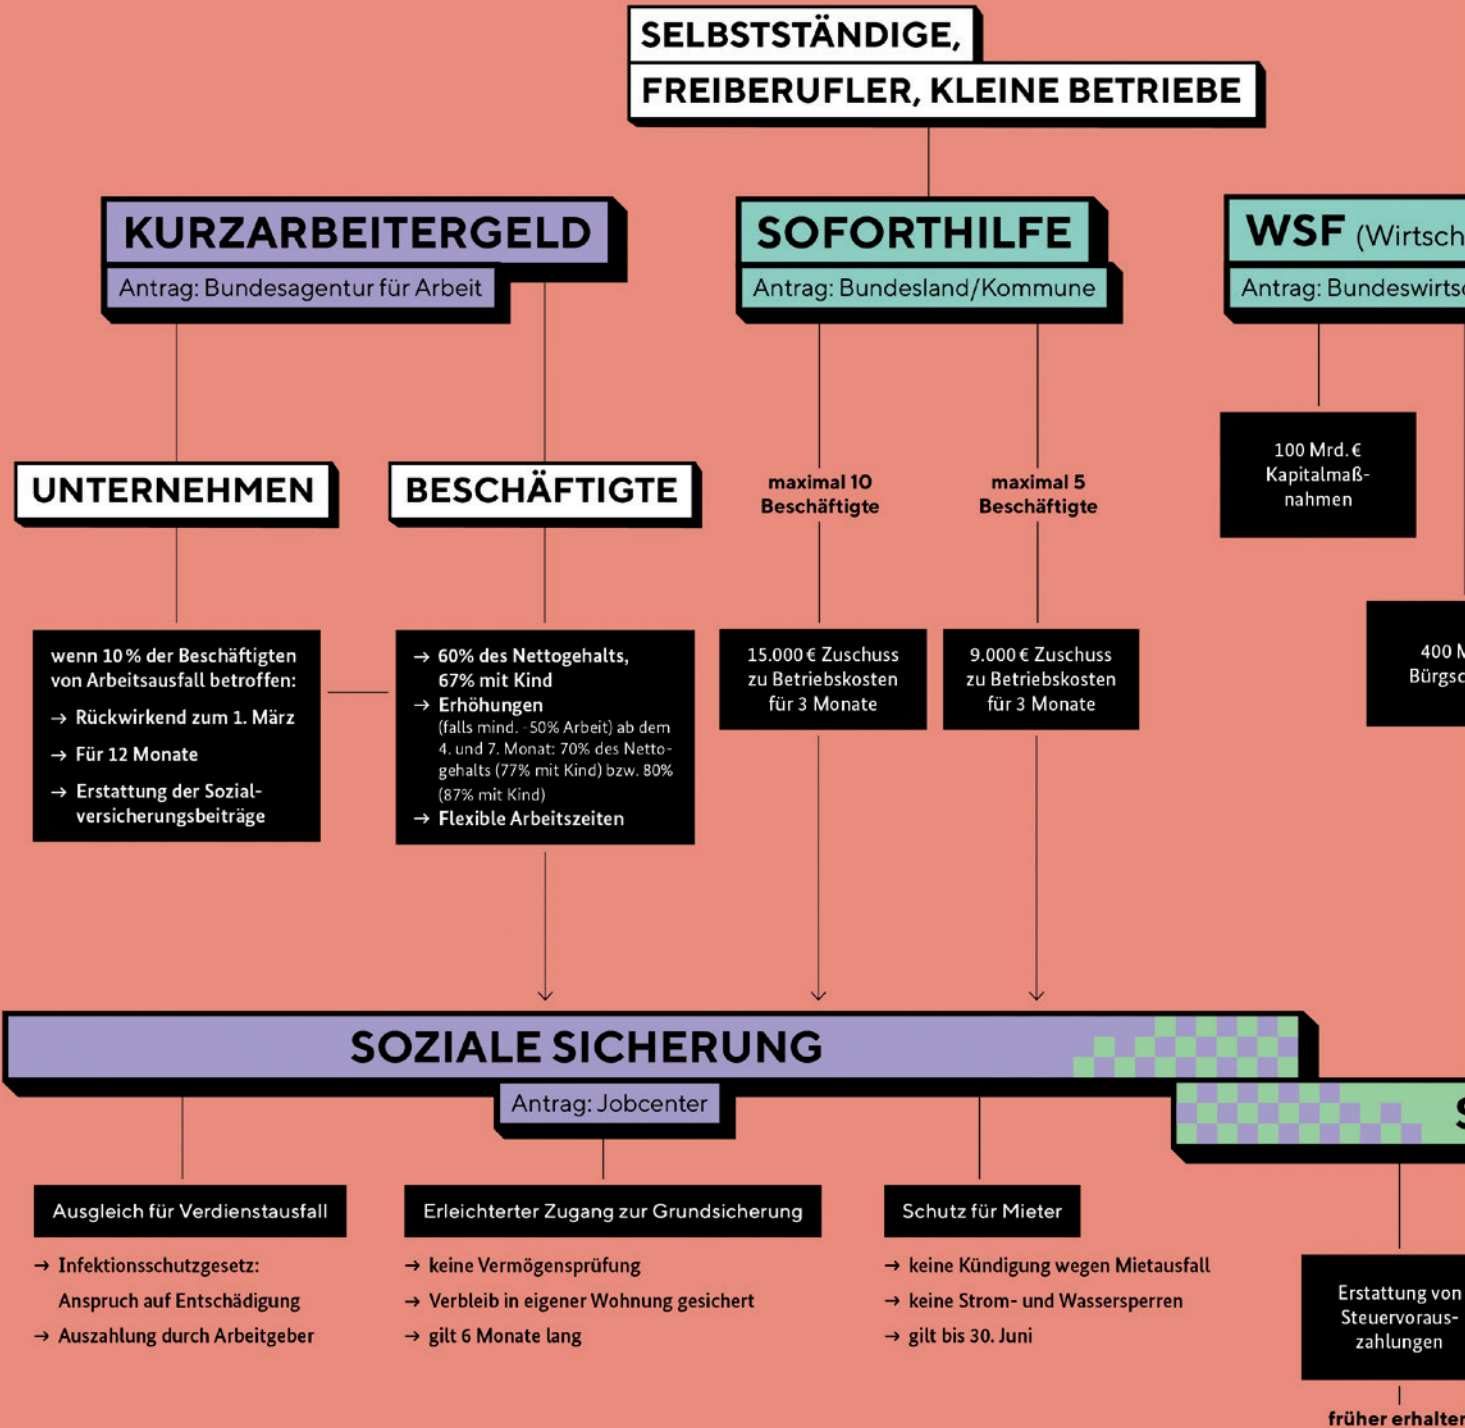 SELBSTSTÄNDIGE,
FREIBERUFLER, KLEINE BETRIEBE
KURZARBEITERGELD
Antrag: Bundesagentur für Arbeit
UNTERNEHMEN
wenn 10% der Beschäftigten
von Arbeitsausfall betroffen:
→ Rückwirkend zum 1. März
→ Für 12 Monate
→ Erstattung der Sozial-
versicherungsbeiträge
BESCHÄFTIGTE
→ 60% des Nettogehalts,
67% mit Kind
→ Erhöhungen
(falls mind. -50% Arbeit) ab dem
4. und 7. Monat: 70% des Netto-
gehalts (77% mit Kind) bzw. 80%
(87% mit Kind)
→ Flexible Arbeitszeiten
SOFORTHILFE
Antrag: Bundesland/Kommune
maximal 10
Beschäftigte
15.000 € Zuschuss
zu Betriebskosten
für 3 Monate
maximal 5
Beschäftigte
9.000 € Zuschuss
zu Betriebskosten
für 3 Monate
WSF (Wirtsch
Antrag: Bundeswirts
100 Mrd. €
Kapitalmaß-
nahmen
400 M
Bürgsc
SOZIALE SICHERUNG
Antrag: Jobcenter
Ausgleich für Verdienstausfall
→ Infektionsschutzgesetz:
Anspruch auf Entschädigung
→ Auszahlung durch Arbeitgeber
Erleichterter Zugang zur Grundsicherung
→ keine Vermögensprüfung
→ Verbleib in eigener Wohnung gesichert
→ gilt 6 Monate lang
Schutz für Mieter
→ keine Kündigung wegen Mietausfall
→ keine Strom- und Wassersperren
→ gilt bis 30. Juni
Erstattung von
Steuervoraus-
zahlungen
früher erhalten